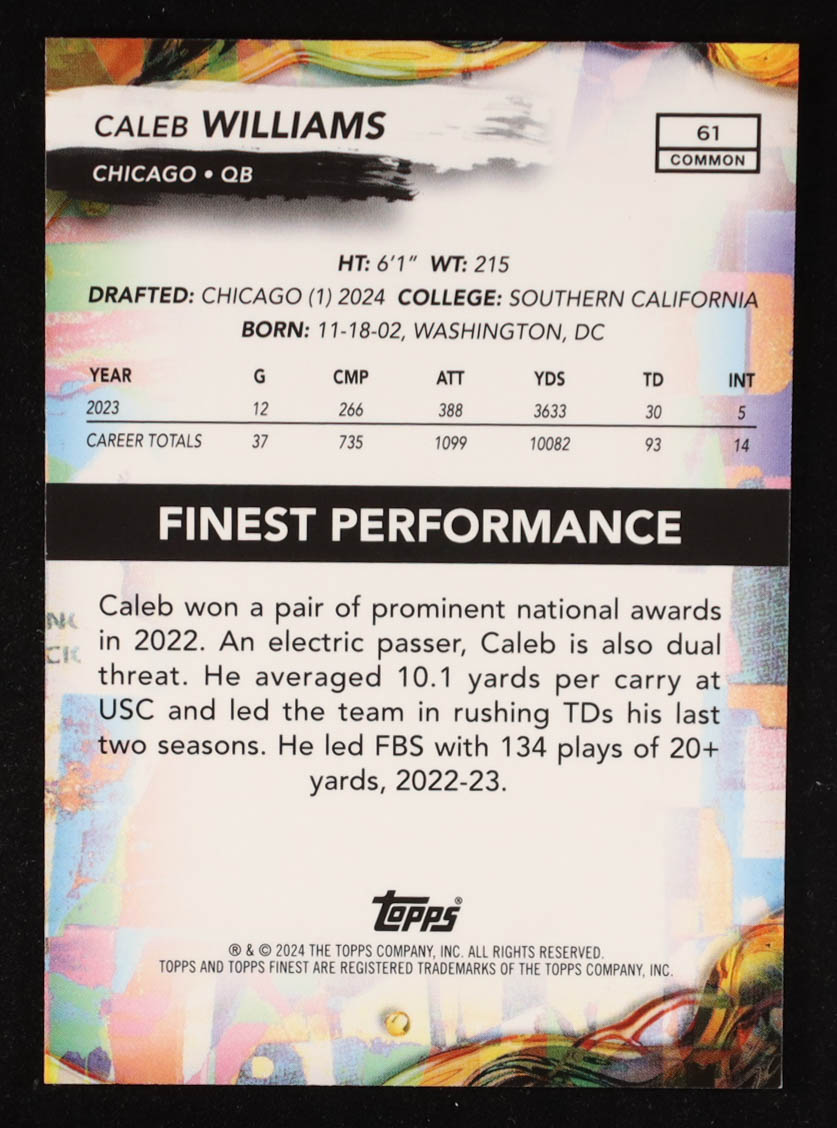 CALEB WILLIAMS
61
COMMON
CHICAGO • QB
HT: 6'1" WT: 215
DRAFTED: CHICAGO (1) 2024 COLLEGE: SOUTHERN CALIFORNIA
BORN: 11-18-02, WASHINGTON, DC
YEAR G CMP ATT YDS TD INT
2023 12 266 388 3633 30 5
CAREER TOTALS 37 735 1099 10082 93 14
FINEST PERFORMANCE
Caleb won a pair of prominent national awards
in 2022. An electric passer, Caleb is also dual
threat. He averaged 10.1 yards per carry at
USC and led the team in rushing TDs his last
two seasons. He led FBS with 134 plays of 20+
yards, 2022-23.
Topps®
® & © 2024 THE TOPPS COMPANY, INC. ALL RIGHTS RESERVED.
TOPPS AND TOPPS FINEST ARE REGISTERED TRADEMARKS OF THE TOPPS COMPANY, INC.